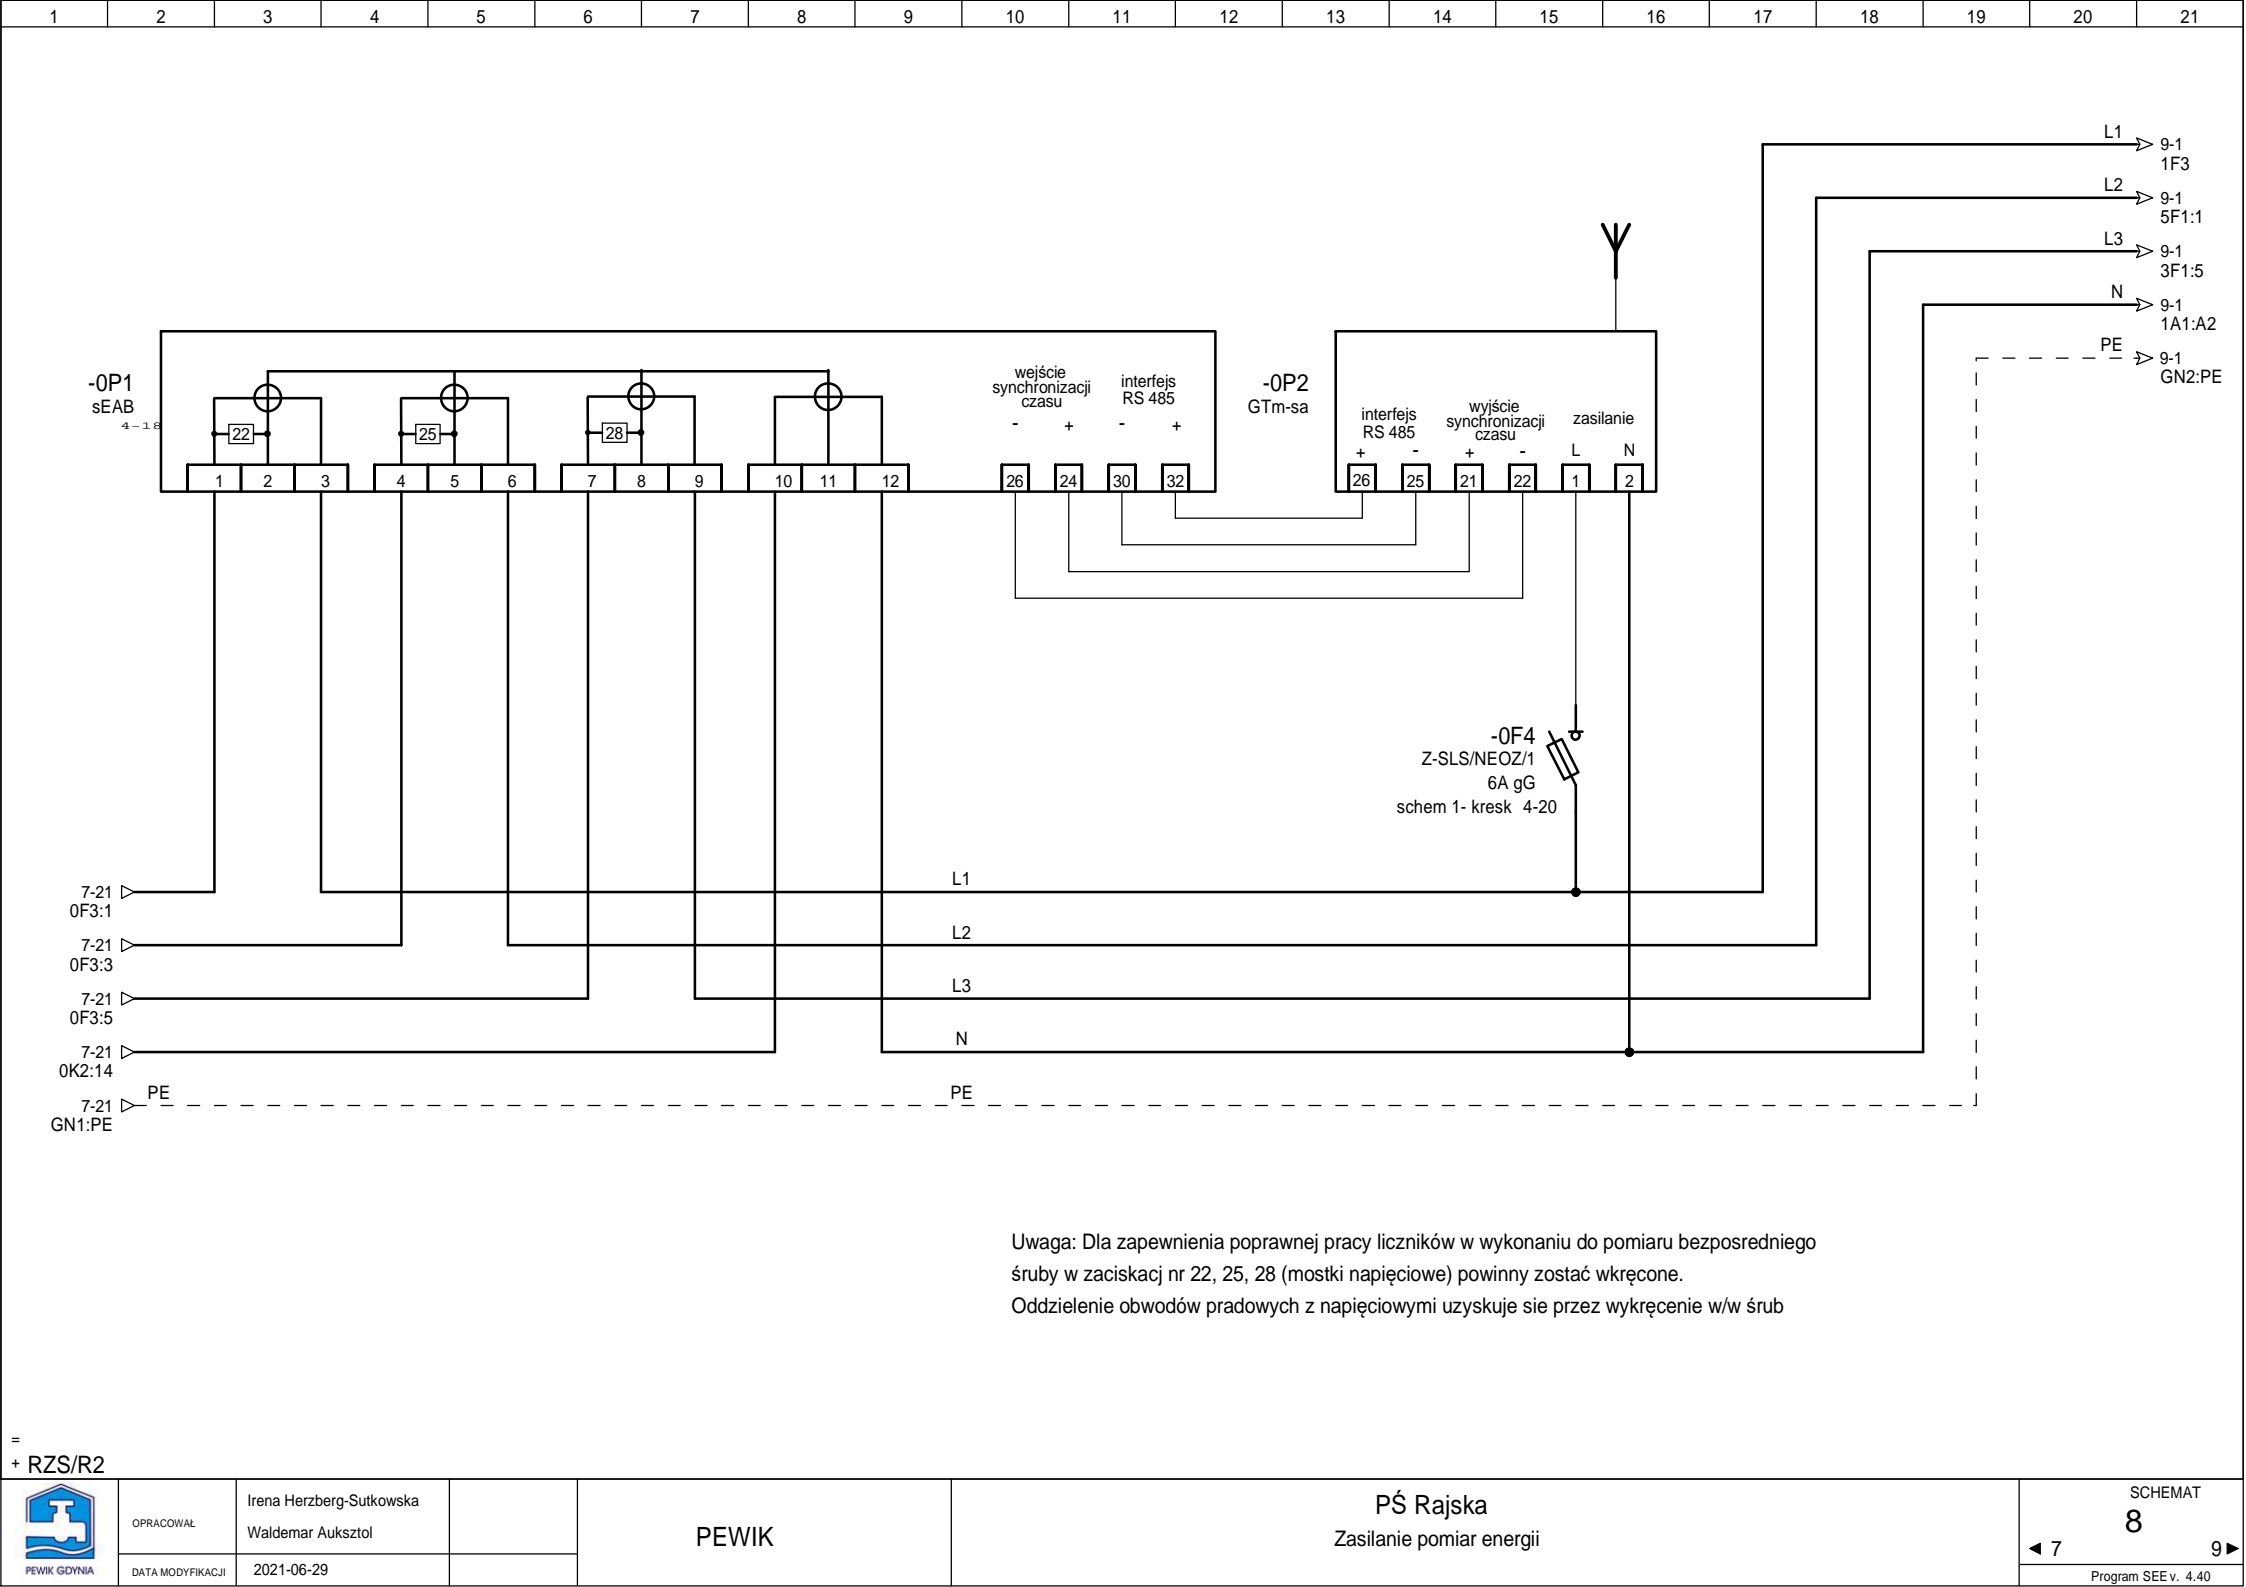 1 2 3 4 5 6 7 8 9 10 11 12 13 14 15 16 17 18 19 20 21
L1
9-1
1F3
L2
9-1
5F1:1
L3
9-1
3F1:5
N
9-1
1A1:A2
PE
9-1
GN2:PE
-0P1
sEAB
4-18
22
25
28
wejście
synchronizacji
czasu
- +
interfejs
RS 485
- +
1 2 3 4 5 6 7 8 9 10 11 12 26 24 30 32
-0P2
GTm-sa
interfejs
RS 485
+ -
wyjście
synchronizacji
czasu
+ -
zasilanie
L N
26 25 21 22 1 2
-0F4
Z-SLS/NEOZ/1
6A gG
schem 1- kresk 4-20
7-21
0F3:1
L1
7-21
0F3:3
L2
7-21
0F3:5
L3
7-21
0K2:14
N
7-21
GN1:PE
PE
PE
Uwaga: Dla zapewnienia poprawnej pracy liczników w wykonaniu do pomiaru bezposredniego
śruby w zaciskacj nr 22, 25, 28 (mostki napięciowe) powinny zostać wkręcone.
Oddzielenie obwodów pradowych z napięciowymi uzyskuje sie przez wykręcenie w/w śrub
=
+ RZS/R2
PEWIK GDYNIA
OPRACOWAŁ
Irena Herzberg-Sutkowska
Waldemar Auksztol
DATA MODYFIKACJI
2021-06-29
PEWIK
PŚ Rajska
Zasilanie pomiar energii
SCHEMAT
8
7 9
Program SEE v. 4.40